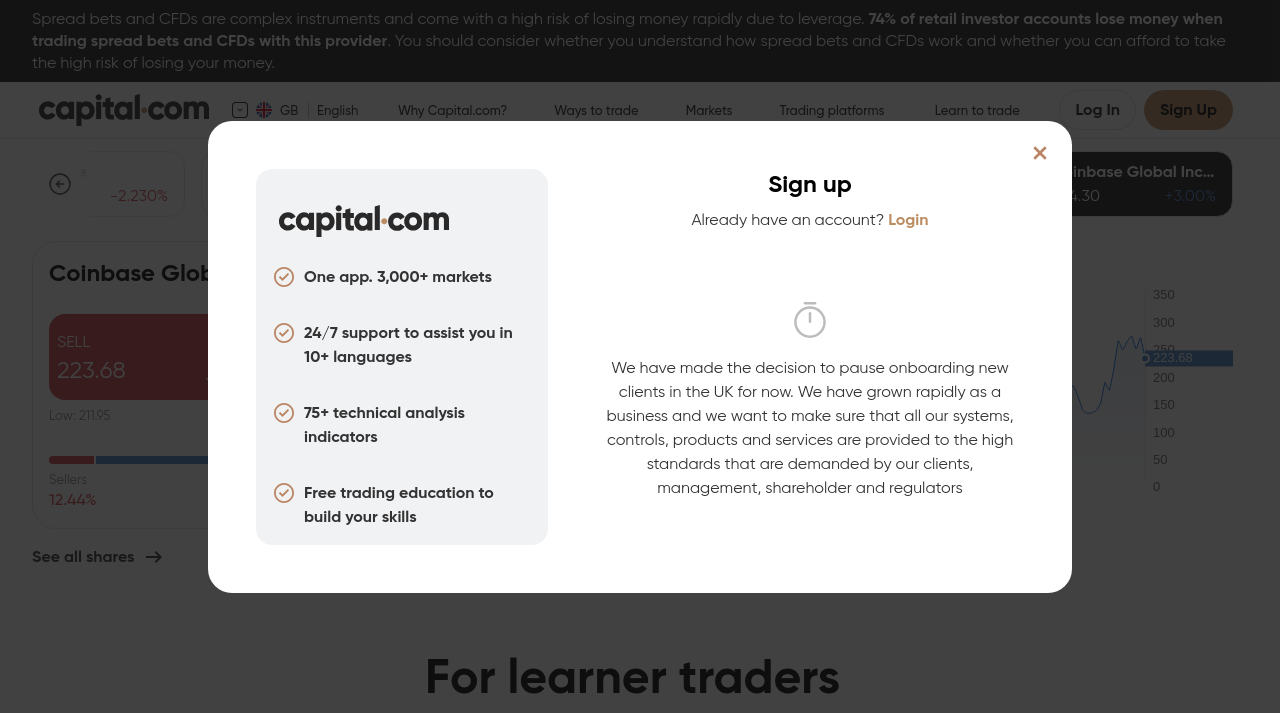 Spread bets and CFDs are complex instruments and come with a high risk of losing money rapidly due to leverage. 74% of retail investor accounts lose money when
trading spread bets and CFDs with this provider. You should consider whether you understand how spread bets and CFDs work and whether you can afford to take
the high risk of losing your money.
capital.com
GB
English
Why Capital.com?
Ways to trade
Markets
Trading platforms
Learn to trade
Log In
Sign Up
-2.230%
inbase Global Inc...
4.30
+3.00%
Coinbase Glob
SELL
223.68
Low: 211.95
Sellers
12.44%
See all shares
capital.com
One app. 3,000+ markets
24/7 support to assist you in
10+ languages
75+ technical analysis
indicators
Free trading education to
build your skills
Sign up
Already have an account? Login
We have made the decision to pause onboarding new
clients in the UK for now. We have grown rapidly as a
business and we want to make sure that all our systems,
controls, products and services are provided to the high
standards that are demanded by our clients,
management, shareholder and regulators
350
300
250
223.68
200
150
100
50
0
For learner traders